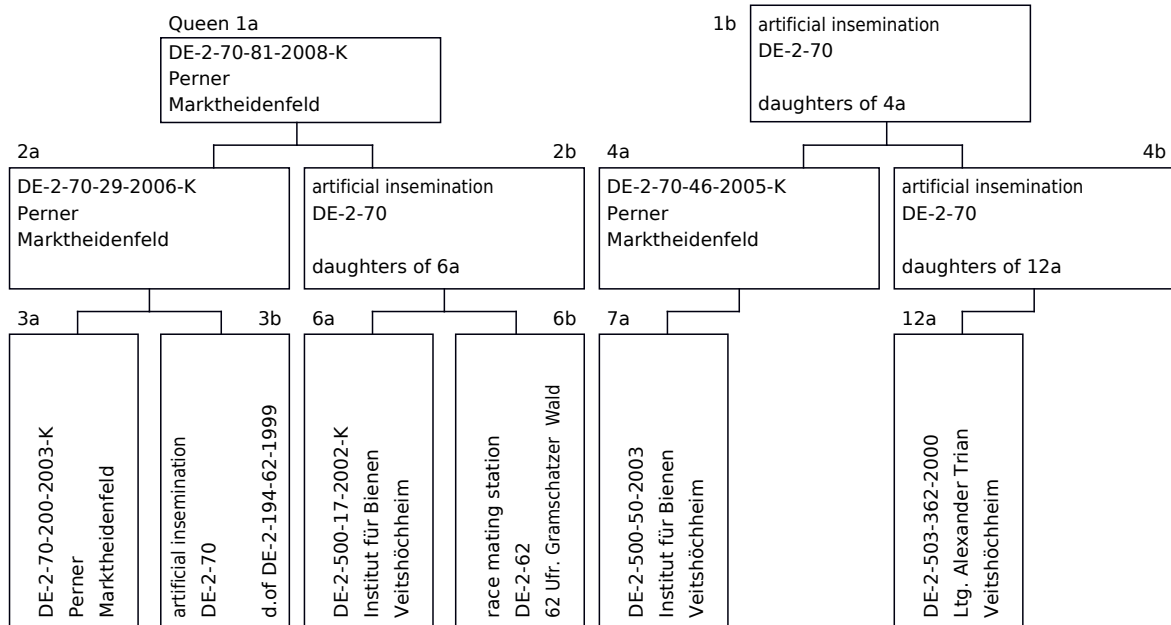 Queen 1a
DE-2-70-81-2008-K
Perner
Marktheidenfeld
1b
artificial insemination
DE-2-70
daughters of 4a
2a
DE-2-70-29-2006-K
Perner
Marktheidenfeld
2b
artificial insemination
DE-2-70
daughters of 6a
4a
DE-2-70-46-2005-K
Perner
Marktheidenfeld
4b
artificial insemination
DE-2-70
daughters of 12a
3a
DE-2-70-200-2003-K
Perner
Marktheidenfeld
3b
artificial insemination
DE-2-70
d.of DE-2-194-62-1999
6a
DE-2-500-17-2002-K
Institut für Bienen
Veitshöchheim
6b
race mating station
DE-2-62
62 Ufr. Gramschatzer Wald
7a
DE-2-500-50-2003
Institut für Bienen
Veitshöchheim
12a
DE-2-503-362-2000
Ltg. Alexander Trian
Veitshöchheim